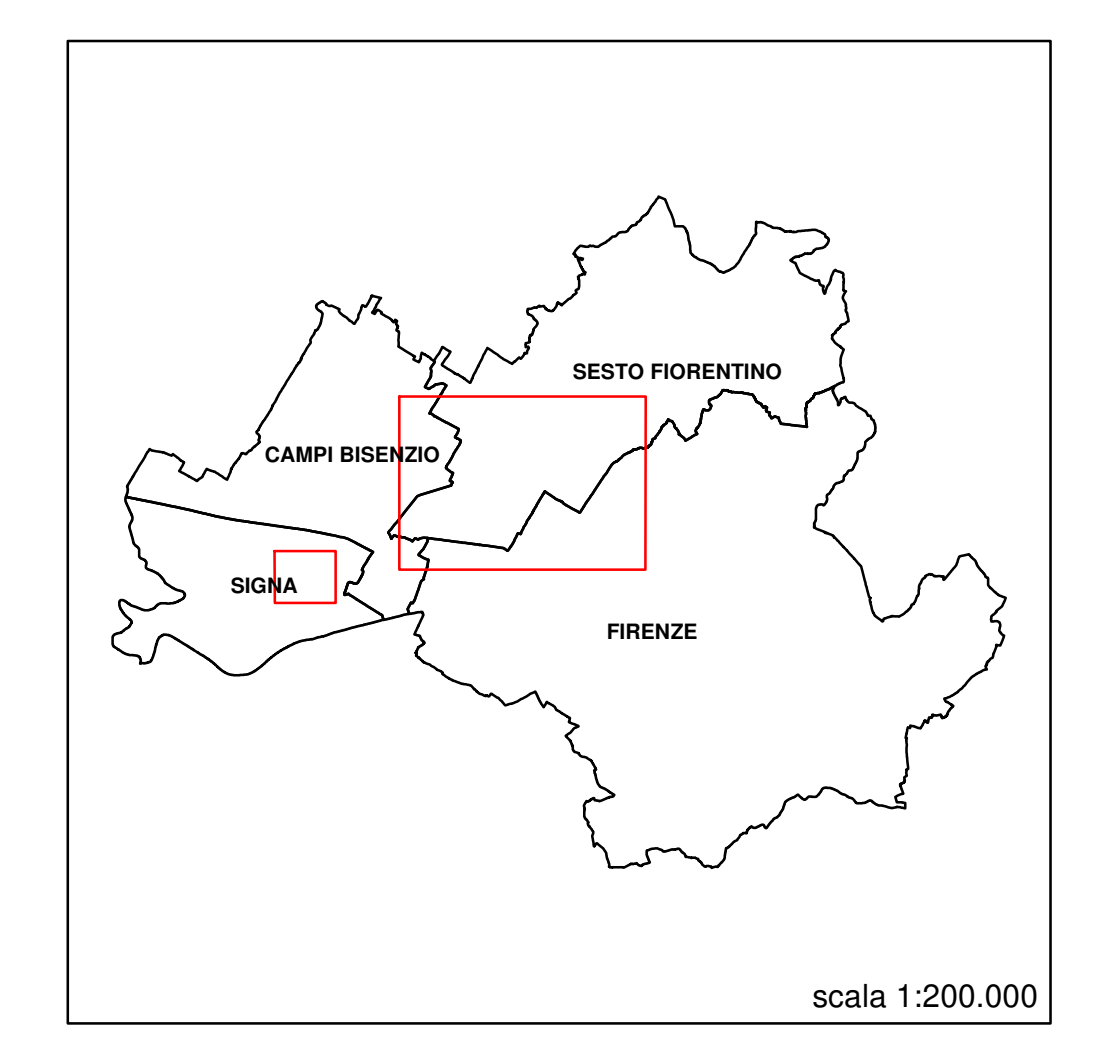 SESTO FIORENTINO
CAMPI BISENZIO
SIGNA
FIRENZE
scala 1:200.000